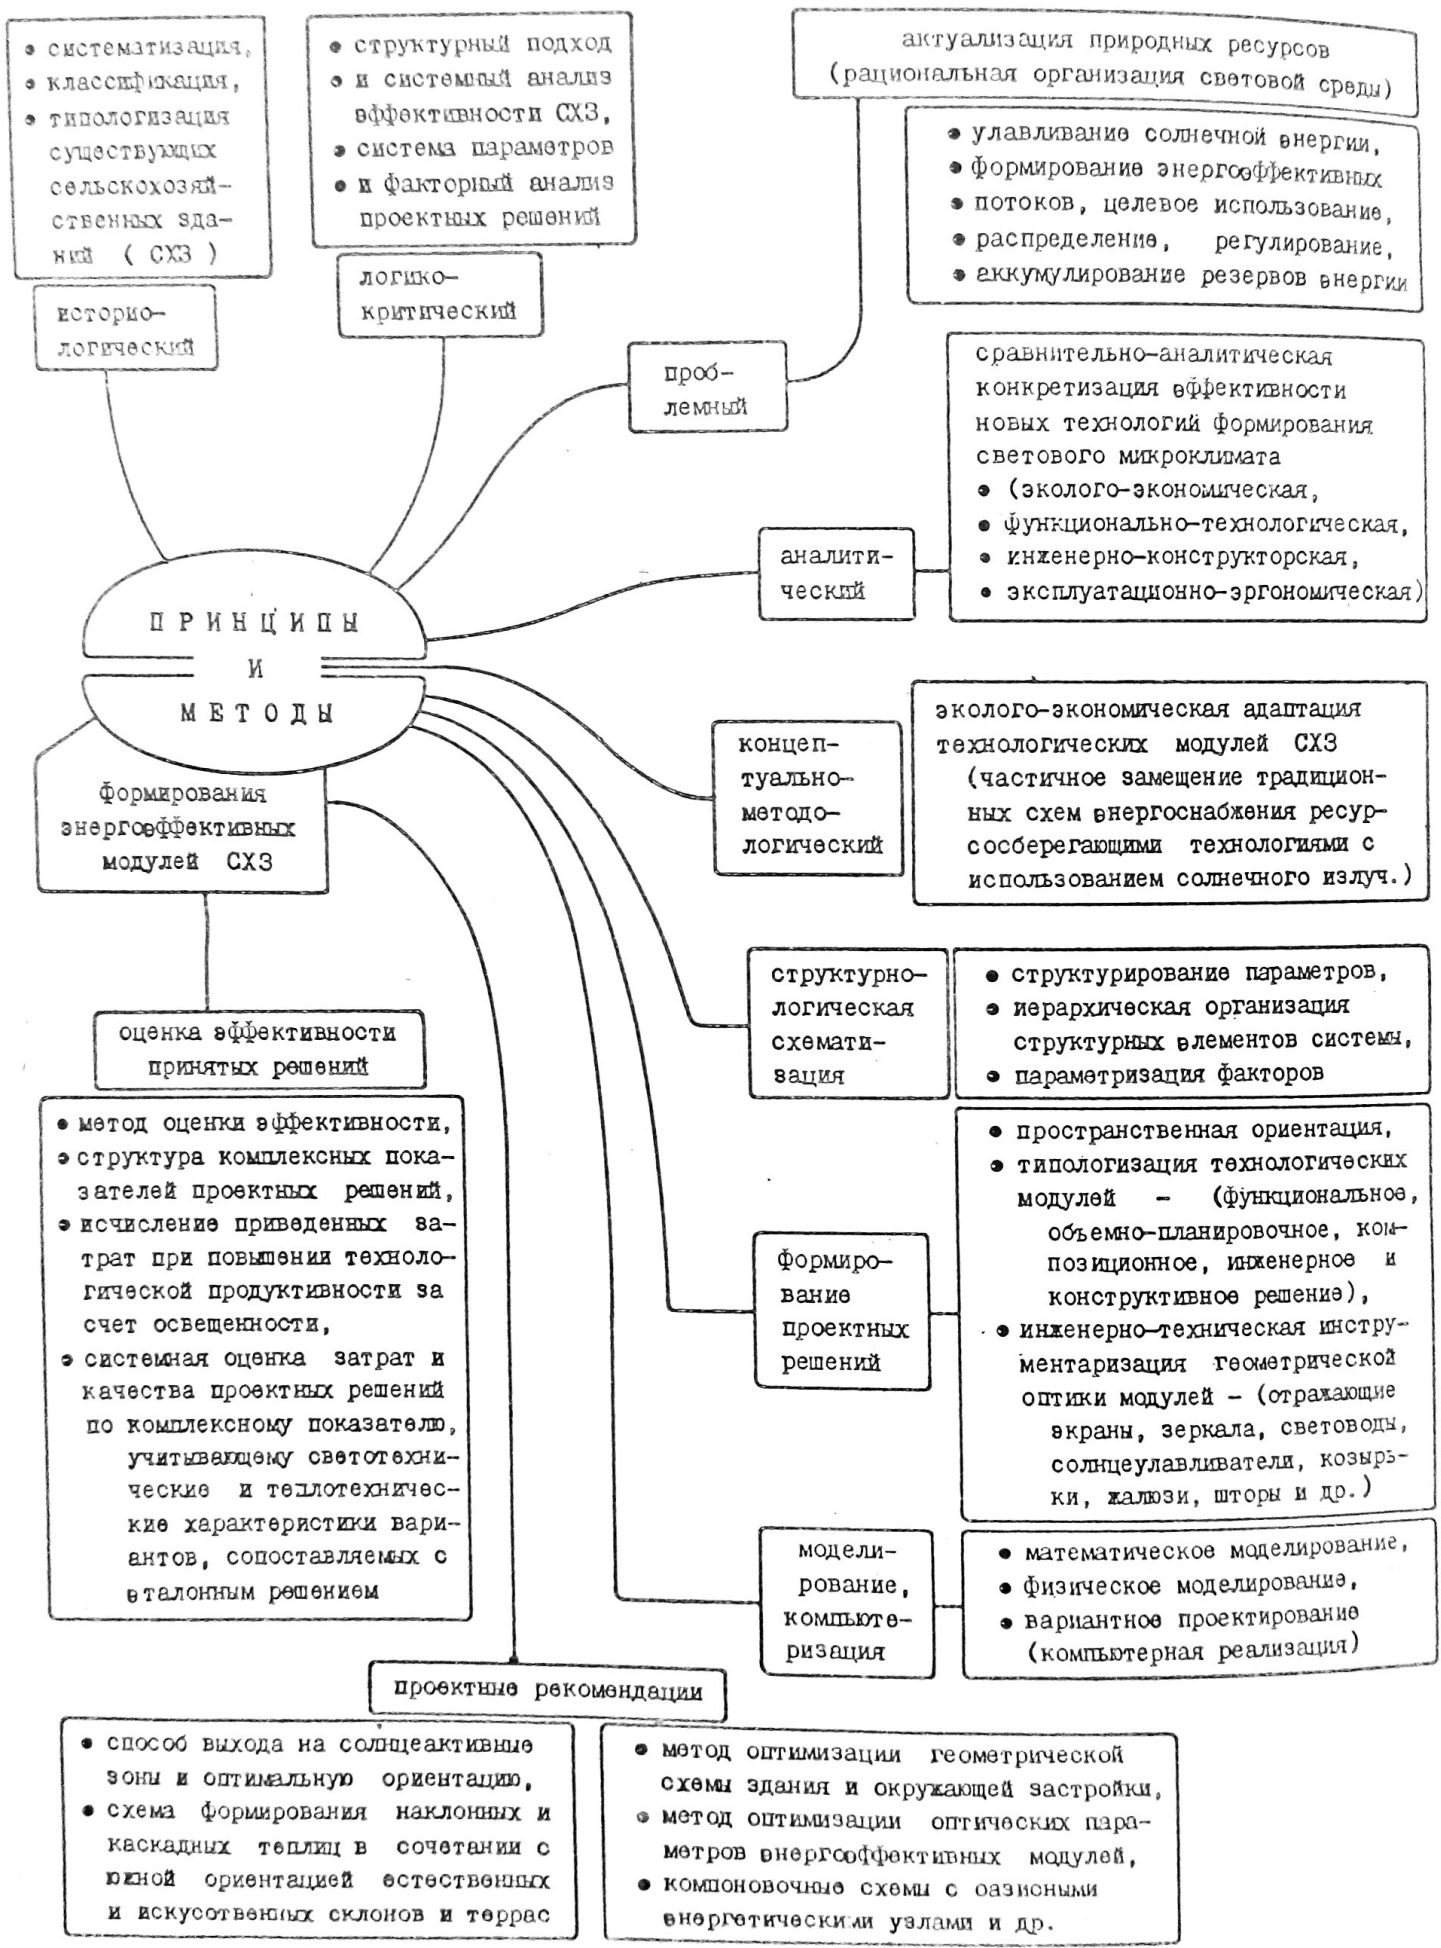 • систематизация,
• классификация,
• типологизация
существующих
сельскохозяй-
ственных зда-
ний ( СХЗ )
историо-
логический
• структурный подход
• и системный анализ
эффективности СХЗ,
• система параметров
• и факторный анализ
проектных решений
логико-
критический
проб-
лемный
актуализация природных ресурсов
(рациональная организация световой среды)
• улавливание солнечной энергии,
• формирование энергоэффективных
• потоков, целевое использование,
• распределение, регулирование,
• аккумулирование резервов энергии
аналити-
ческий
сравнительно-аналитическая
конкретизация эффективности
новых технологий формирования
светового микроклимата
• (эколого-экономическая,
• функционально-технологическая,
• инженерно-конструкторская,
• эксплуатационно-эргономическая)
ПРИНЦИПЫ
И
МЕТОДЫ
формирования
энергоэффективных
модулей СХЗ
концеп-
туально-
методо-
логический
эколого-экономическая адаптация
технологических модулей СХЗ
(частичное замещение традицион-
ных схем энергоснабжения ресур-
сосберегающими технологиями с
использованием солнечного излуч.)
структурно-
логическая
схемати-
зация
• структурирование параметров,
• иерархическая организация
структурных элементов системы,
• параметризация факторов
оценка эффективности
принятых решений
• метод оценки эффективности,
• структура комплексных пока-
зателей проектных решений,
• исчисление приведенных за-
трат при повышении техноло-
гической продуктивности за
счет освещенности,
• системная оценка затрат и
качества проектных решений
по комплексному показателю,
учитывающему светотехни-
ческие и теплотехничес-
кие характеристики вари-
антов, сопоставляемых с
эталонным решением
формиро-
вание
проектных
решений
• пространственная ориентация,
• типологизация технологических
модулей – (функциональное,
объемно-планировочное, ком-
позиционное, инженерное и
конструктивное решение),
• инженерно-техническая инстру-
ментаризация геометрической
оптики модулей – (отражающие
экраны, зеркала, световоды,
солнцеулавливатели, козырь-
ки, жалюзи, шторы и др.)
модели-
рование,
компьюте-
ризация
• математическое моделирование,
• физическое моделирование,
• вариантное проектирование
(компьютерная реализация)
проектные рекомендации
• способ выхода на солнцеактивные
зоны и оптимальную ориентацию,
• схема формирования наклонных и
каскадных теплиц в сочетании с
южной ориентацией естественных
и искусотвенных склонов и террас
• метод оптимизации геометрической
схемы здания и окружающей застройки,
• метод оптимизации оптических пара-
метров энергоэффективных модулей,
• компоновочные схемы с оазисными
энергетическими узлами и др.